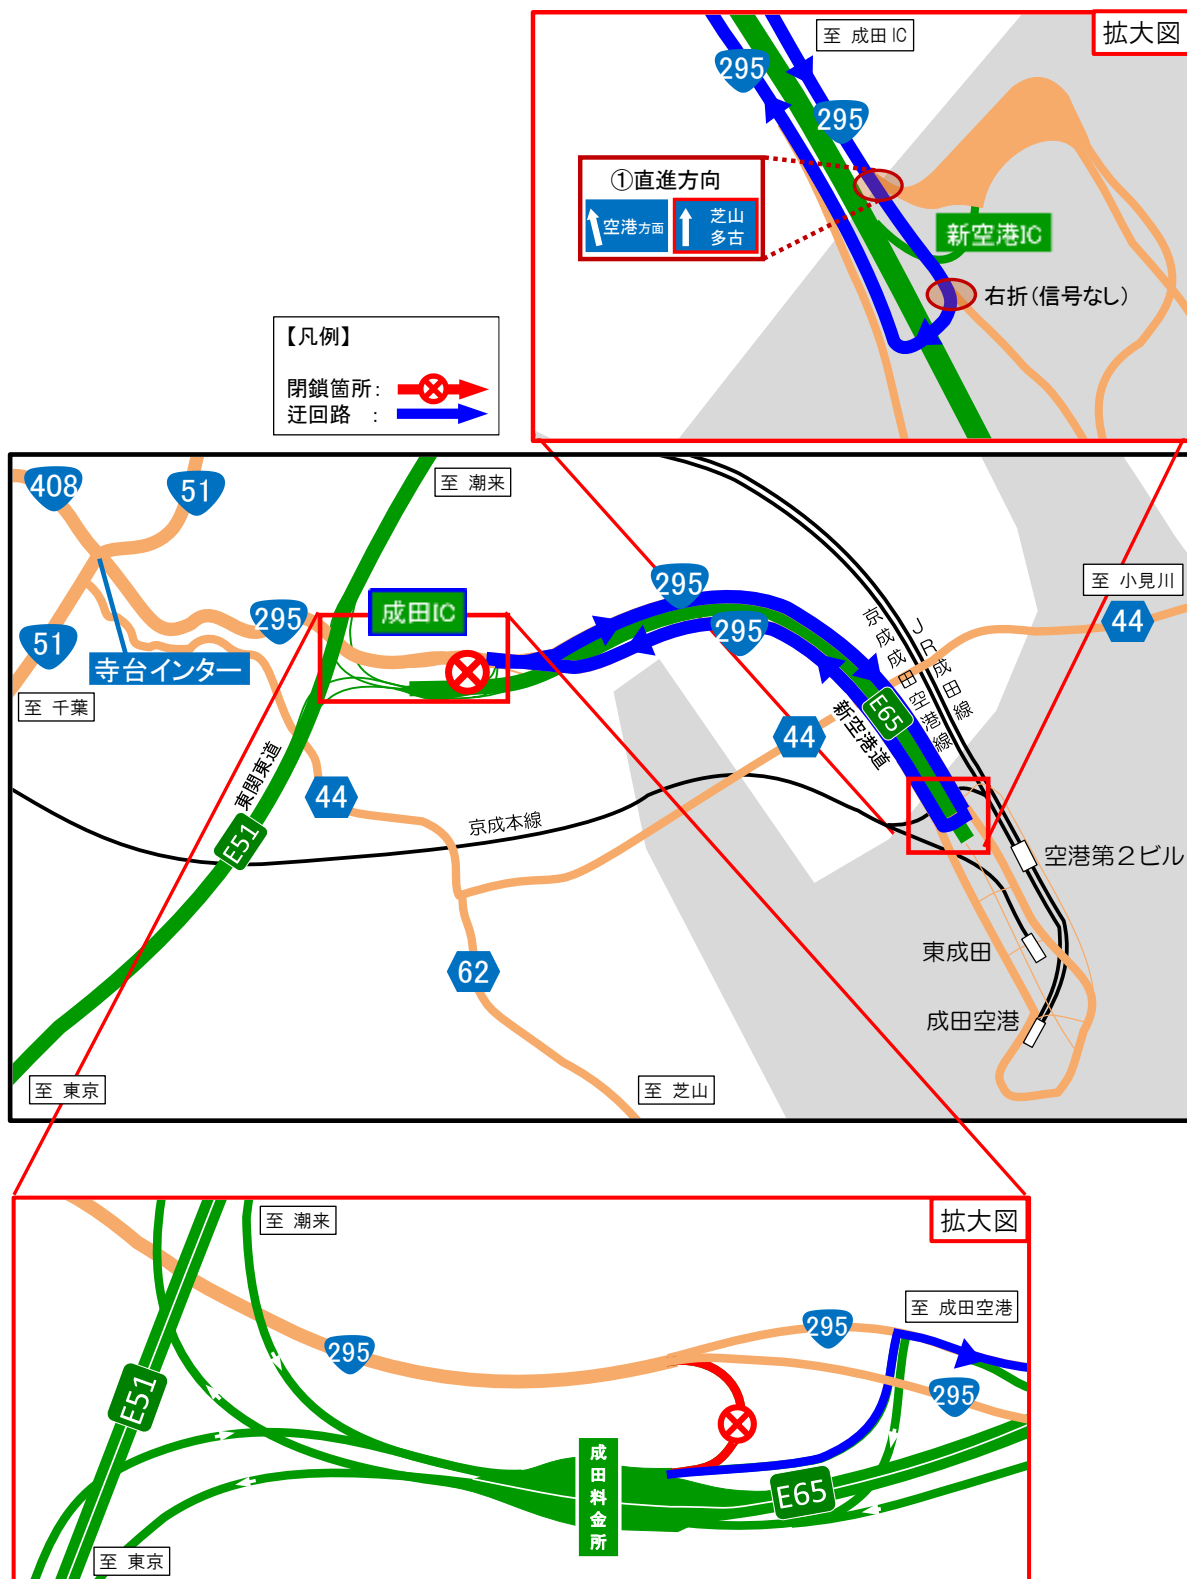 至 成田IC
拡大図
295
295
①直進方向
空港方面
芝山
多古
新空港IC
右折(信号なし)
【凡例】
閉鎖箇所:
迂回路 :
408
51
至 潮来
295
至 小見川
44
成田IC
295
295
51
寺台インター
JR成田線
京成成田空港線
至 千葉
E65
新空港道
44
東関東道
44
京成本線
E51
空港第2ビル
東成田
62
成田空港
至 東京
至 芝山
拡大図
至 潮来
至 成田空港
295
295
E51
295
成田料金所
E65
至 東京